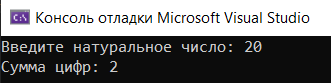 Консоль отладки Microsoft Visual Studio
Введите натуральное число: 20
Сумма цифр: 2